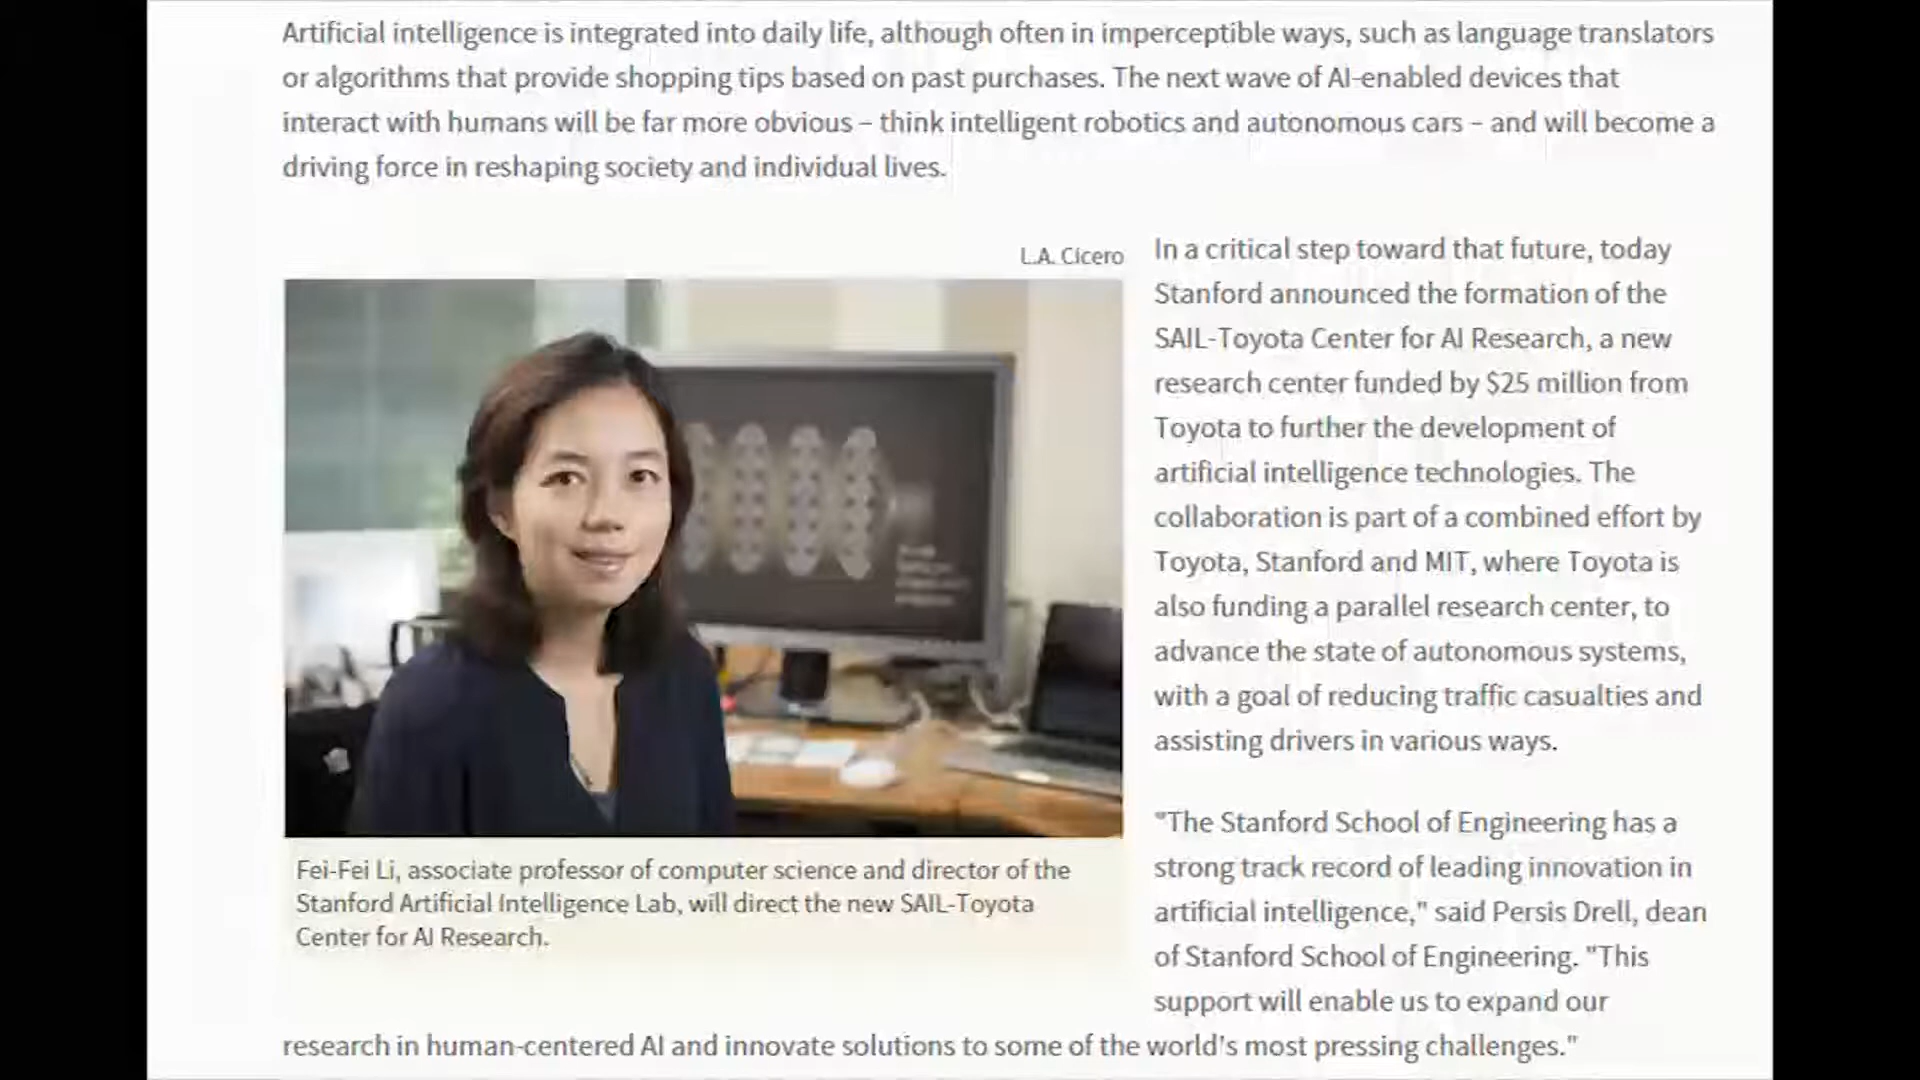 Artificial intelligence is integrated into daily life, although often in imperceptible ways, such as language translators
or algorithms that provide shopping tips based on past purchases. The next wave of AI-enabled devices that
interact with humans will be far more obvious – think intelligent robotics and autonomous cars – and will become a
driving force in reshaping society and individual lives.
L.A. Cicero
Fei-Fei Li, associate professor of computer science and director of the
Stanford Artificial Intelligence Lab, will direct the new SAIL-Toyota
Center for AI Research.
In a critical step toward that future, today
Stanford announced the formation of the
SAIL-Toyota Center for AI Research, a new
research center funded by $25 million from
Toyota to further the development of
artificial intelligence technologies. The
collaboration is part of a combined effort by
Toyota, Stanford and MIT, where Toyota is
also funding a parallel research center, to
advance the state of autonomous systems,
with a goal of reducing traffic casualties and
assisting drivers in various ways.
"The Stanford School of Engineering has a
strong track record of leading innovation in
artificial intelligence," said Persis Drell, dean
of Stanford School of Engineering. "This
support will enable us to expand our
research in human-centered AI and innovate solutions to some of the world's most pressing challenges."